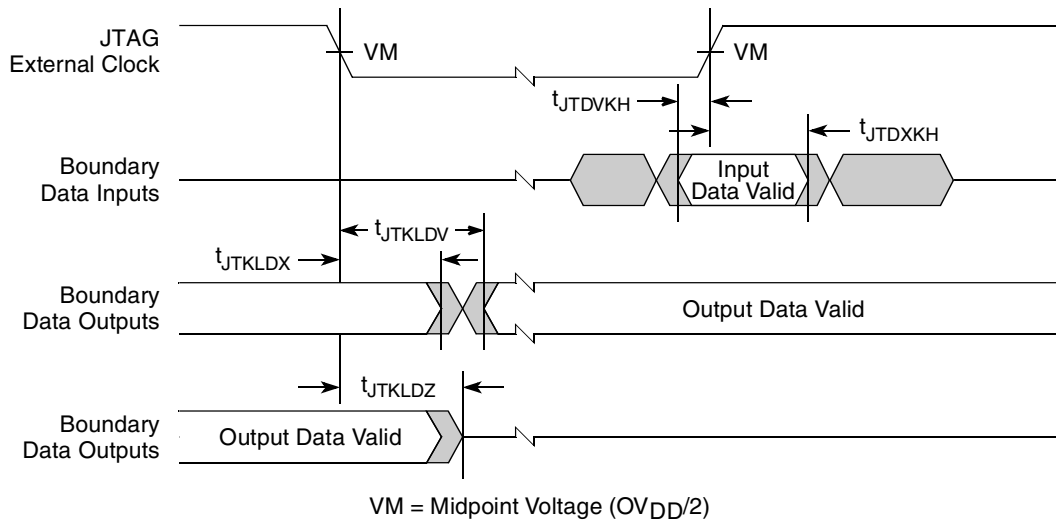 JTAG
External Clock
VM
VM
tJTDVKH
tJTDXKH
Boundary
Data Inputs
Input
Data Valid
tJTKLDV
tJTKLDX
Boundary
Data Outputs
Output Data Valid
tJTKLDZ
Boundary
Data Outputs
Output Data Valid
VM = Midpoint Voltage (OVDD/2)